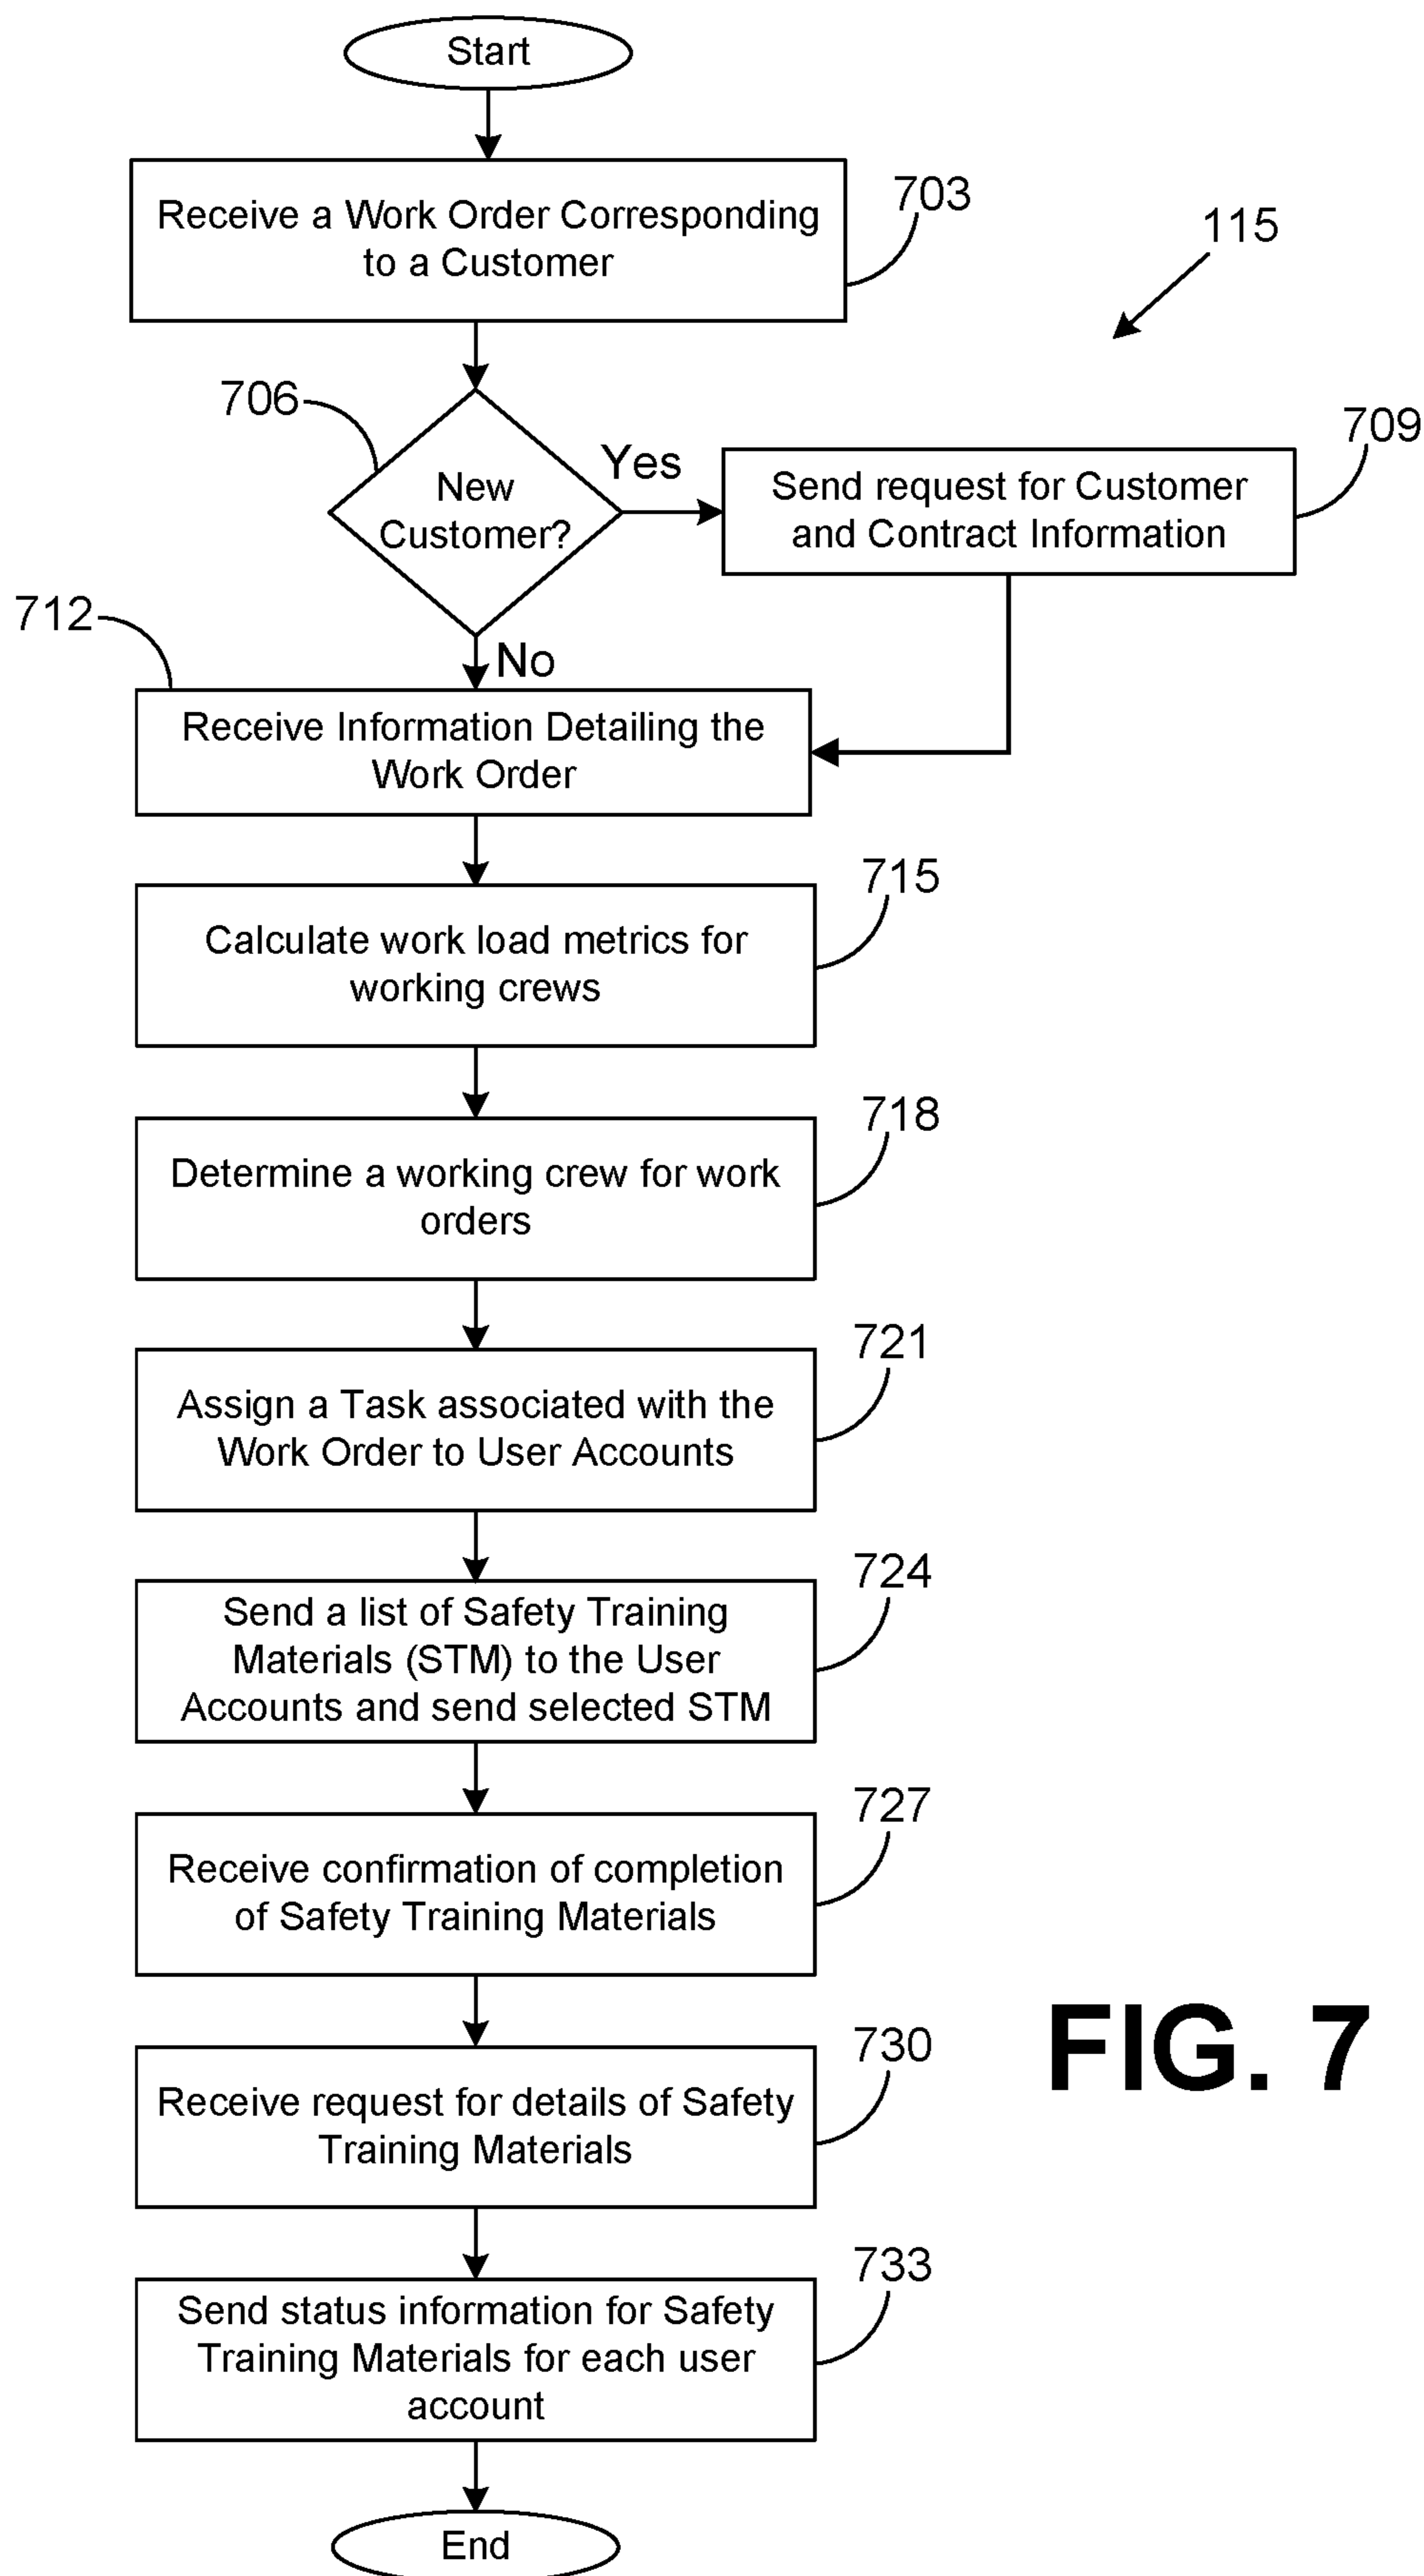 Start
Receive a Work Order Corresponding
to a Customer
703
115
706
New
Customer?
Yes
Send request for Customer
and Contract Information
709
No
712
Receive Information Detailing the
Work Order
Calculate work load metrics for
working crews
715
Determine a working crew for work
orders
718
Assign a Task associated with the
Work Order to User Accounts
721
Send a list of Safety Training
Materials (STM) to the User
Accounts and send selected STM
724
Receive confirmation of completion
of Safety Training Materials
727
Receive request for details of Safety
Training Materials
730
Send status information for Safety
Training Materials for each user
account
733
End
FIG. 7